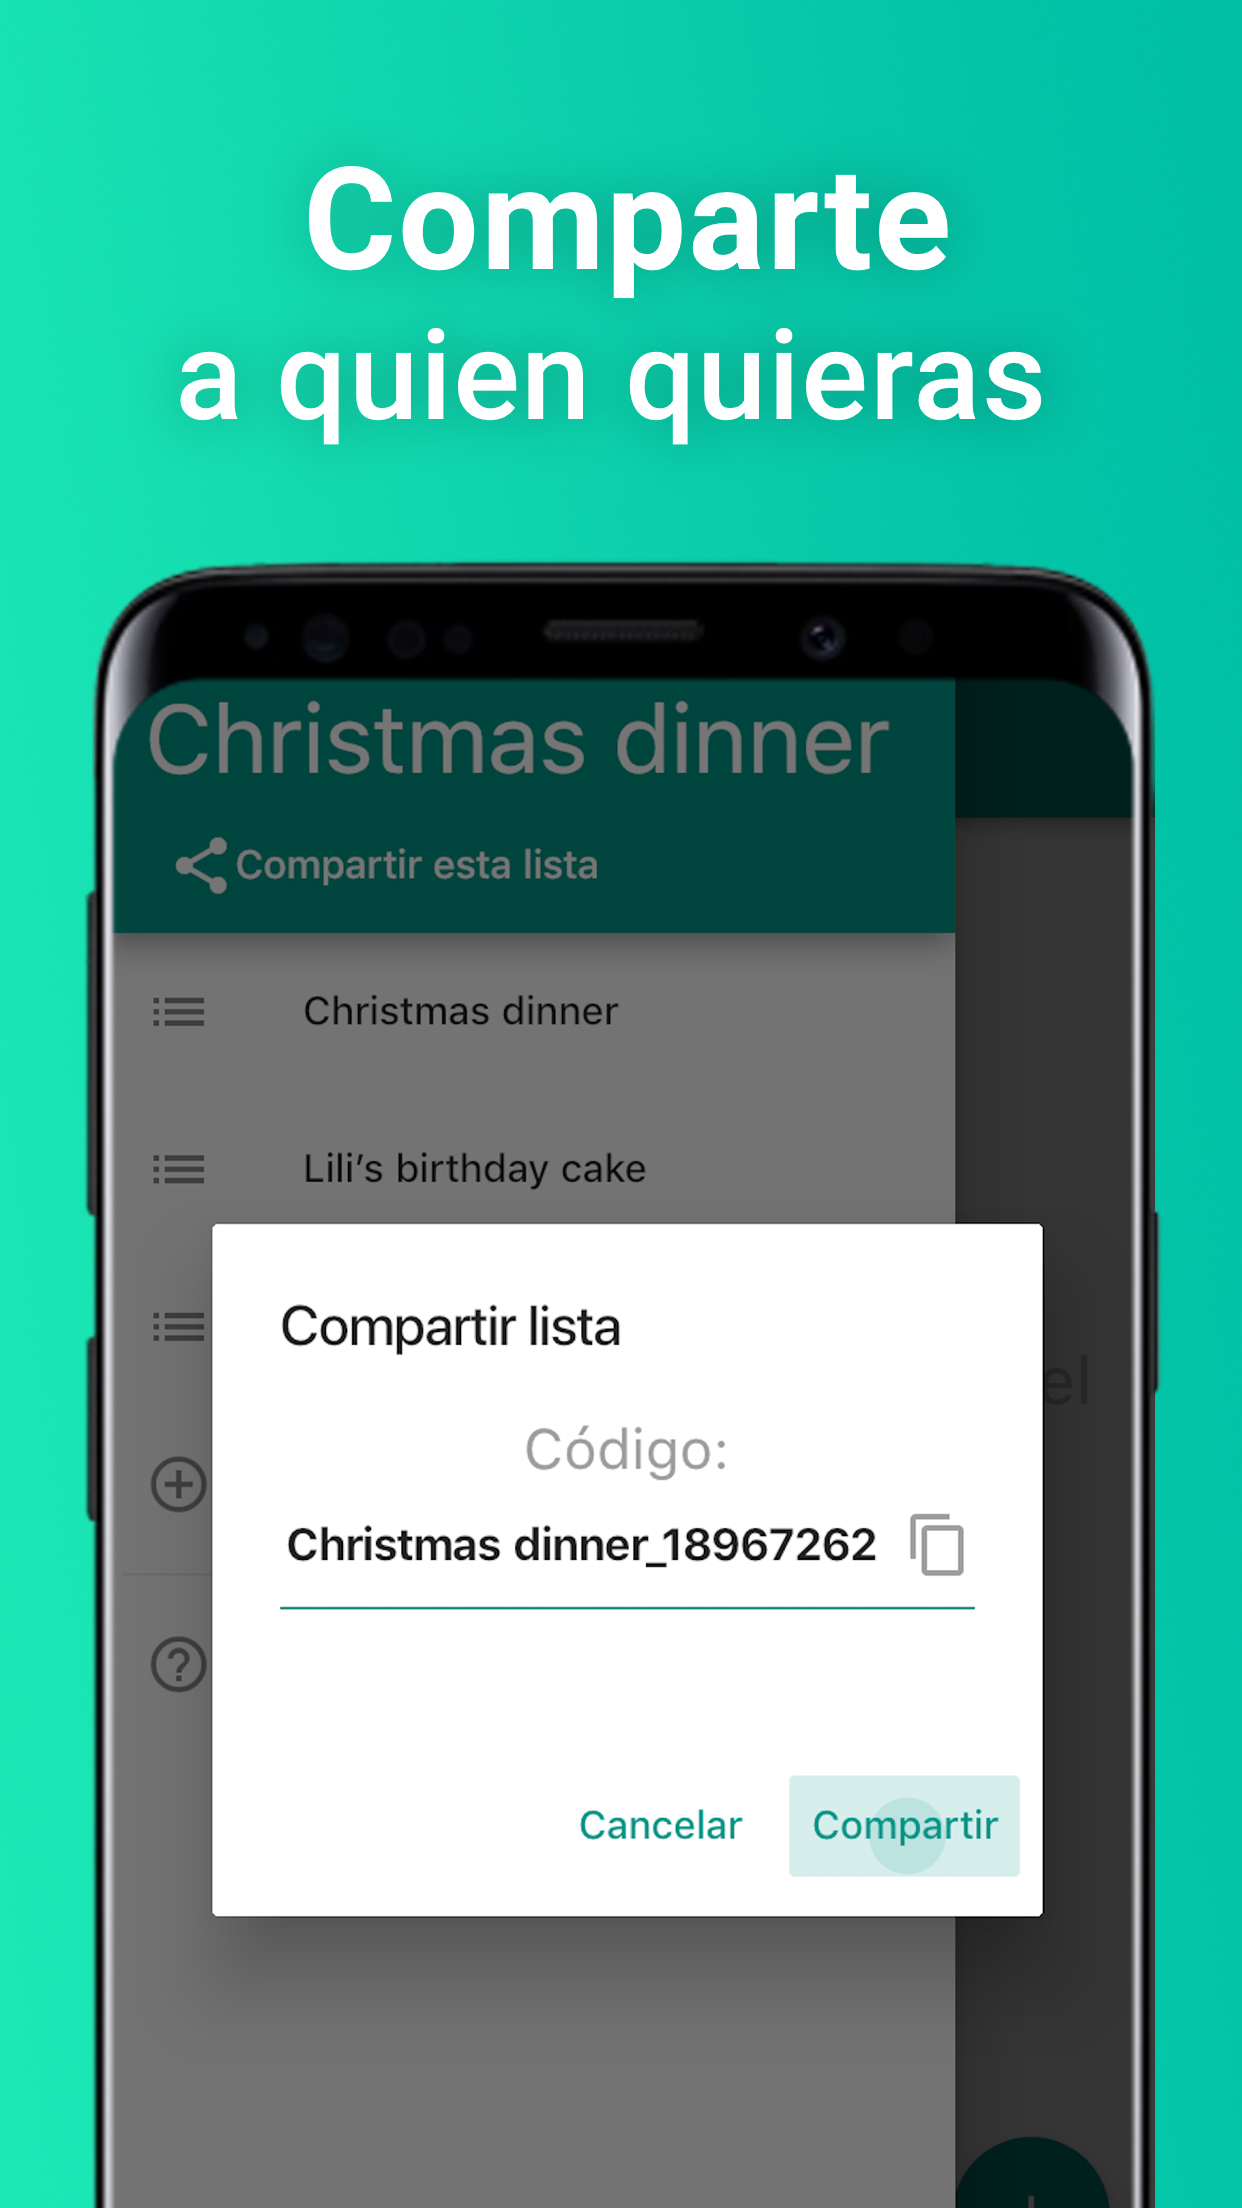 Comparte
a quien quieras
Christmas dinner
Compartir esta lista
Christmas dinner
Lili’s birthday cake
el
Compartir lista
Código:
Christmas dinner_18967262
Cancelar
Compartir